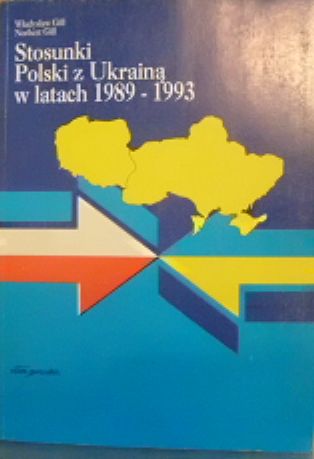 Władysław Gill
Norbert Gill
Stosunki
Polski z Ukrainą
w latach 1989 - 1993